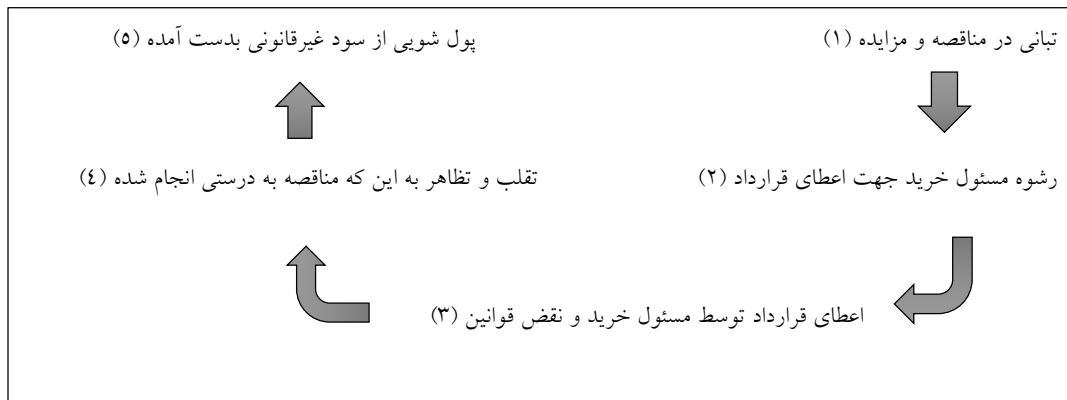 تبانی در مناقصه و مزایده (۱)
رشوه مسئول خرید جهت اعطای قرارداد (۲)
اعطای قرارداد توسط مسئول خرید و نقض قوانین (۳)
تقلب و تظاهر به این که مناقصه به درستی انجام شده (٤)
پول شویی از سود غیرقانونی بدست آمده (٥)